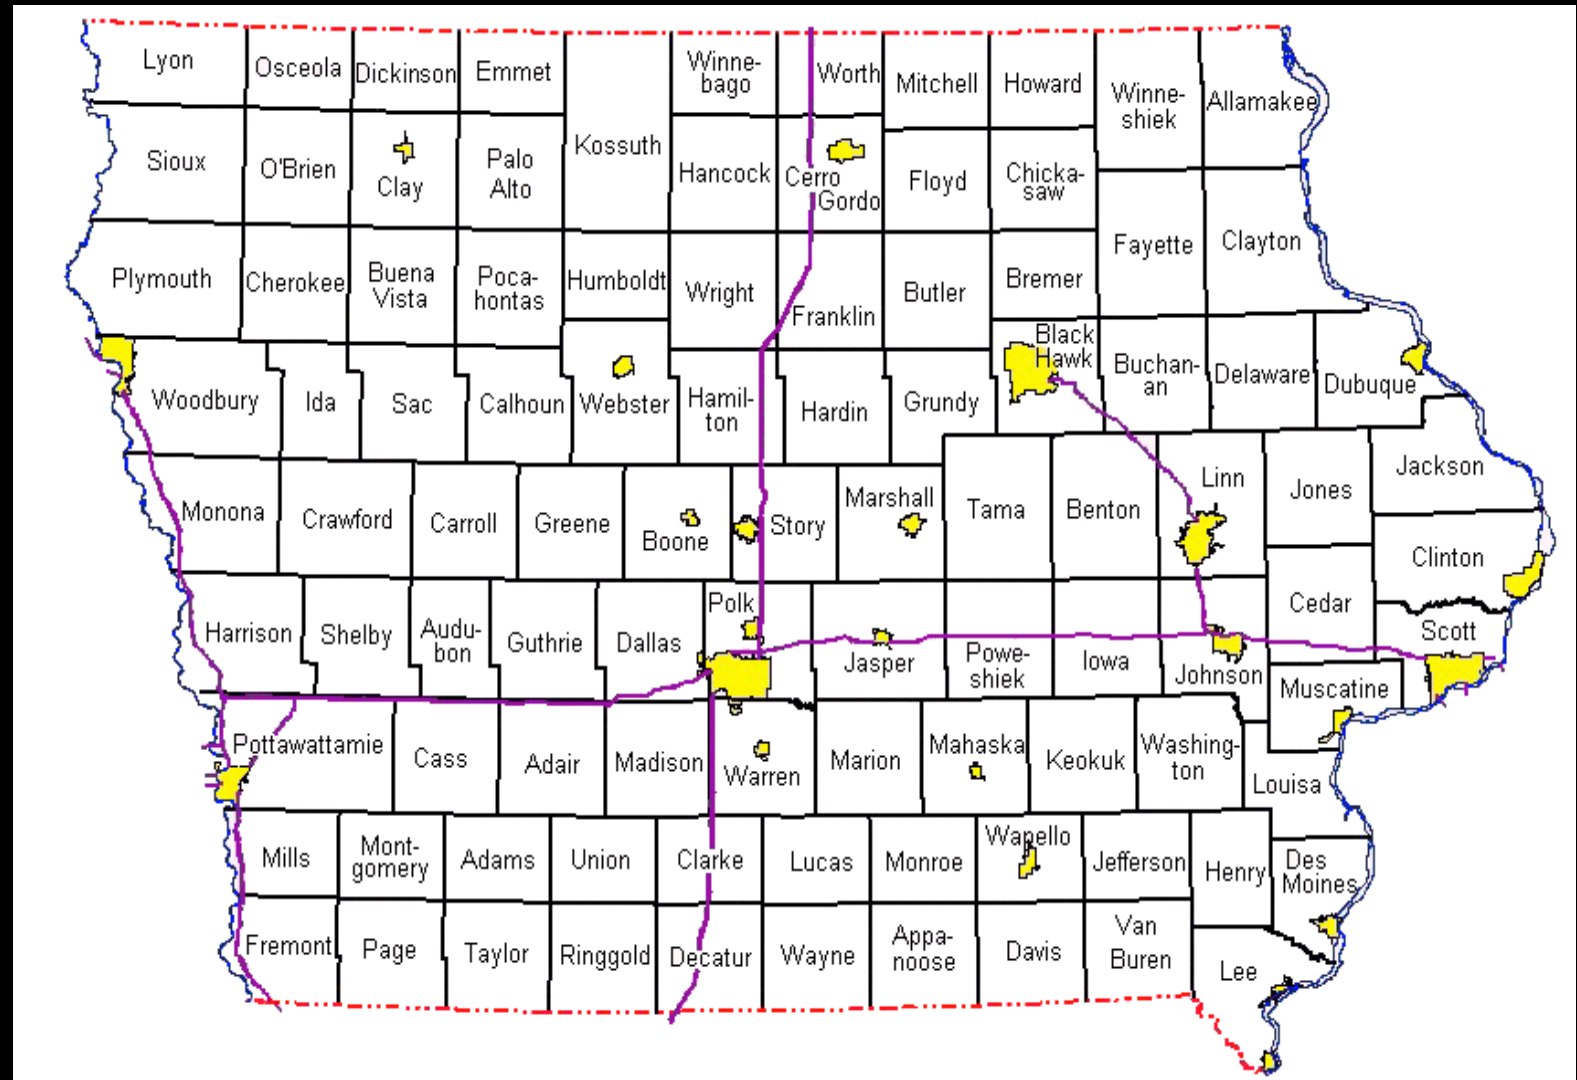 Lyon
Osceola
Dickinson
Emmet
Winne-
bago
Worth
Mitchell
Howard
Winne-
shiek
Allamakee
Sioux
O'Brien
Clay
Palo
Alto
Kossuth
Hancock
Cerro
Gordo
Floyd
Chicka-
saw
Fayette
Clayton
Plymouth
Cherokee
Buena
Vista
Poca-
hontas
Humboldt
Wright
Franklin
Butler
Bremer
Black
Hawk
Buchan-
an
Delaware
Dubuque
Woodbury
Ida
Sac
Calhoun
Webster
Hamil-
ton
Hardin
Grundy
Monona
Crawford
Carroll
Greene
Boone
Story
Marshall
Tama
Benton
Linn
Jones
Jackson
Clinton
Harrison
Shelby
Audu-
bon
Guthrie
Dallas
Polk
Jasper
Powe-
shiek
Iowa
Johnson
Cedar
Scott
Muscatine
Pottawattamie
Cass
Adair
Madison
Warren
Marion
Mahaska
Keokuk
Washing-
ton
Louisa
Mills
Mont-
gomery
Adams
Union
Clarke
Lucas
Monroe
Wapello
Jefferson
Henry
Des
Moines
Fremont
Page
Taylor
Ringgold
Decatur
Wayne
Appa-
noose
Davis
Van
Buren
Lee